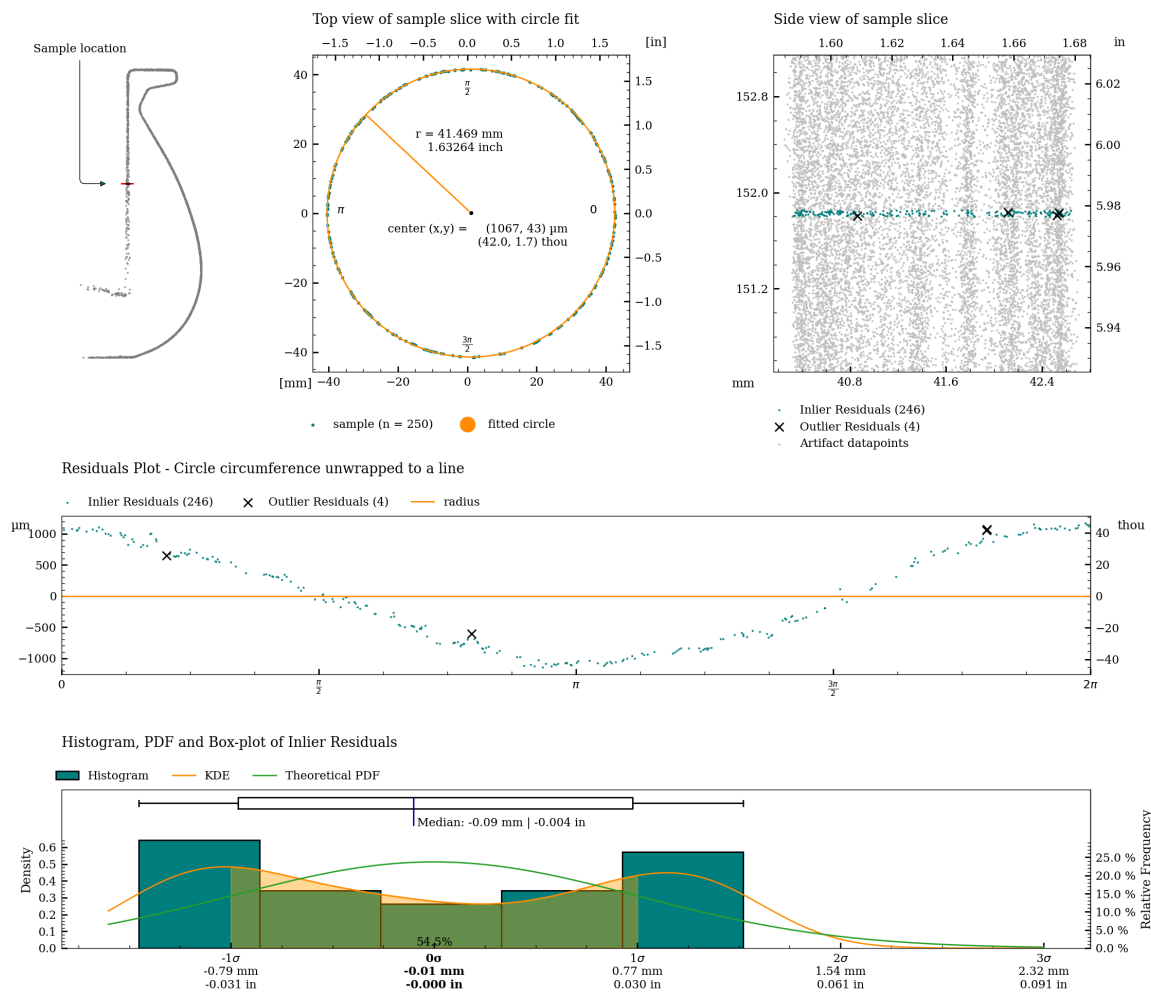 Top view of sample slice with circle fit
Side view of sample slice
Sample location
−1.5 −1.0 −0.5 0.0 0.5 1.0 1.5 [in]
1.60 1.62 1.64 1.66 1.68 in
40 20 0 −20 −40
1.5 1.0 0.5 0.0 −0.5 −1.0 −1.5
π/2
r = 41.469 mm
1.63264 inch
π
0
center (x,y) = (1067, 43) µm
(42.0, 1.7) thou
3π/2
[mm] −40 −20 0 20 40
152.8 152.0 151.2
6.02 6.00 5.98 5.96 5.94
mm 40.8 41.6 42.4
sample (n = 250) fitted circle
Inlier Residuals (246)
Outlier Residuals (4)
Artifact datapoints
Residuals Plot - Circle circumference unwrapped to a line
Inlier Residuals (246) Outlier Residuals (4) radius
µm
1000 500 0 −500 −1000
thou
40 20 0 −20 −40
0 π/2 π 3π/2 2π
Histogram, PDF and Box-plot of Inlier Residuals
Histogram KDE Theoretical PDF
Median: -0.09 mm | -0.004 in
Density
0.6 0.5 0.4 0.3 0.2 0.1 0.0
Relative Frequency
25.0 % 20.0 % 15.0 % 10.0 % 5.0 % 0.0 %
54.5%
-1σ 0σ 1σ 2σ 3σ
-0.79 mm -0.01 mm 0.77 mm 1.54 mm 2.32 mm
-0.031 in -0.000 in 0.030 in 0.061 in 0.091 in